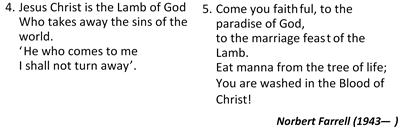 4. Jesus Christ is the Lamb of God
Who takes away the sins of the
world.
‘He who comes to me
I shall not turn away’.
5. Come you faithful, to the
paradise of God,
to the marriage feast of the
Lamb.
Eat manna from the tree of life;
You are washed in the Blood of
Christ!
Norbert Farrell (1943— )